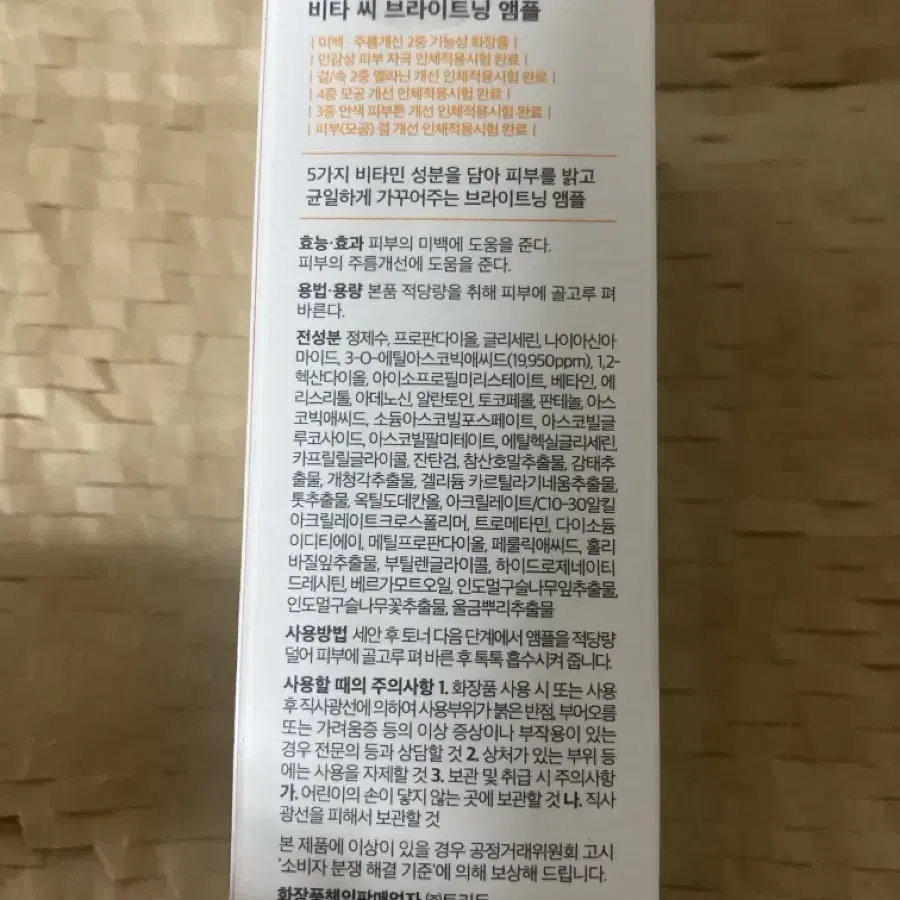 비타 씨 브라이트닝 앰플
| 미백 · 주름개선 2중 기능성 화장품 |
| 민감성 피부 자극 인체적용시험 완료 |
| 겉/속 2중 멜라닌 개선 인체적용시험 완료 |
| 4중 모공 개선 인체적용시험 완료 |
| 3중 안색 피부톤 개선 인체적용시험 완료 |
| 피부(모공) 결 개선 인체적용시험 완료 |
5가지 비타민 성분을 담아 피부를 밝고
균일하게 가꾸어주는 브라이트닝 앰플
효능·효과 피부의 미백에 도움을 준다.
피부의 주름개선에 도움을 준다.
용법·용량 본품 적당량을 취해 피부에 골고루 펴
바른다.
전성분 정제수, 프로판다이올, 글리세린, 나이아신아
마이드, 3-O-에틸아스코빅애씨드(19,950ppm), 1,2-
헥산다이올, 아이소프로필미리스테이트, 베타인, 에
리스리톨, 아데노신, 알란토인, 토코페롤, 판테놀, 아스
코빅애씨드, 소듐아스코빌포스페이트, 아스코빌글
루코사이드, 아스코빌팔미테이트, 에틸헥실글리세린,
카프릴릴글라이콜, 잔탄검, 참산호말추출물, 감태추
출물, 개청각추출물, 겔리듐 카르틸라기네움추출물,
톳추출물, 옥틸도데칸올, 아크릴레이트/C10-30알킬
아크릴레이트크로스폴리머, 트로메타민, 다이소듐
이디티에이, 메틸프로판다이올, 페룰릭애씨드, 홀리
바질잎추출물, 부틸렌글라이콜, 하이드로제네이티
드레시틴, 베르가모트오일, 인도멀구슬나무잎추출물,
인도멀구슬나무꽃추출물, 울금뿌리추출물
사용방법 세안 후 토너 다음 단계에서 앰플을 적당량
덜어 피부에 골고루 펴 바른 후 톡톡 흡수시켜 줍니다.
사용할 때의 주의사항 1. 화장품 사용 시 또는 사용
후 직사광선에 의하여 사용부위가 붉은 반점, 부어오름
또는 가려움증 등의 이상 증상이나 부작용이 있는
경우 전문의 등과 상담할 것 2. 상처가 있는 부위 등
에는 사용을 자제할 것 3. 보관 및 취급 시 주의사항
가. 어린이의 손이 닿지 않는 곳에 보관할 것 나. 직사
광선을 피해서 보관할 것
본 제품에 이상이 있을 경우 공정거래위원회 고시
'소비자 분쟁 해결 기준'에 의해 보상해 드립니다.
화장품책임판매업자